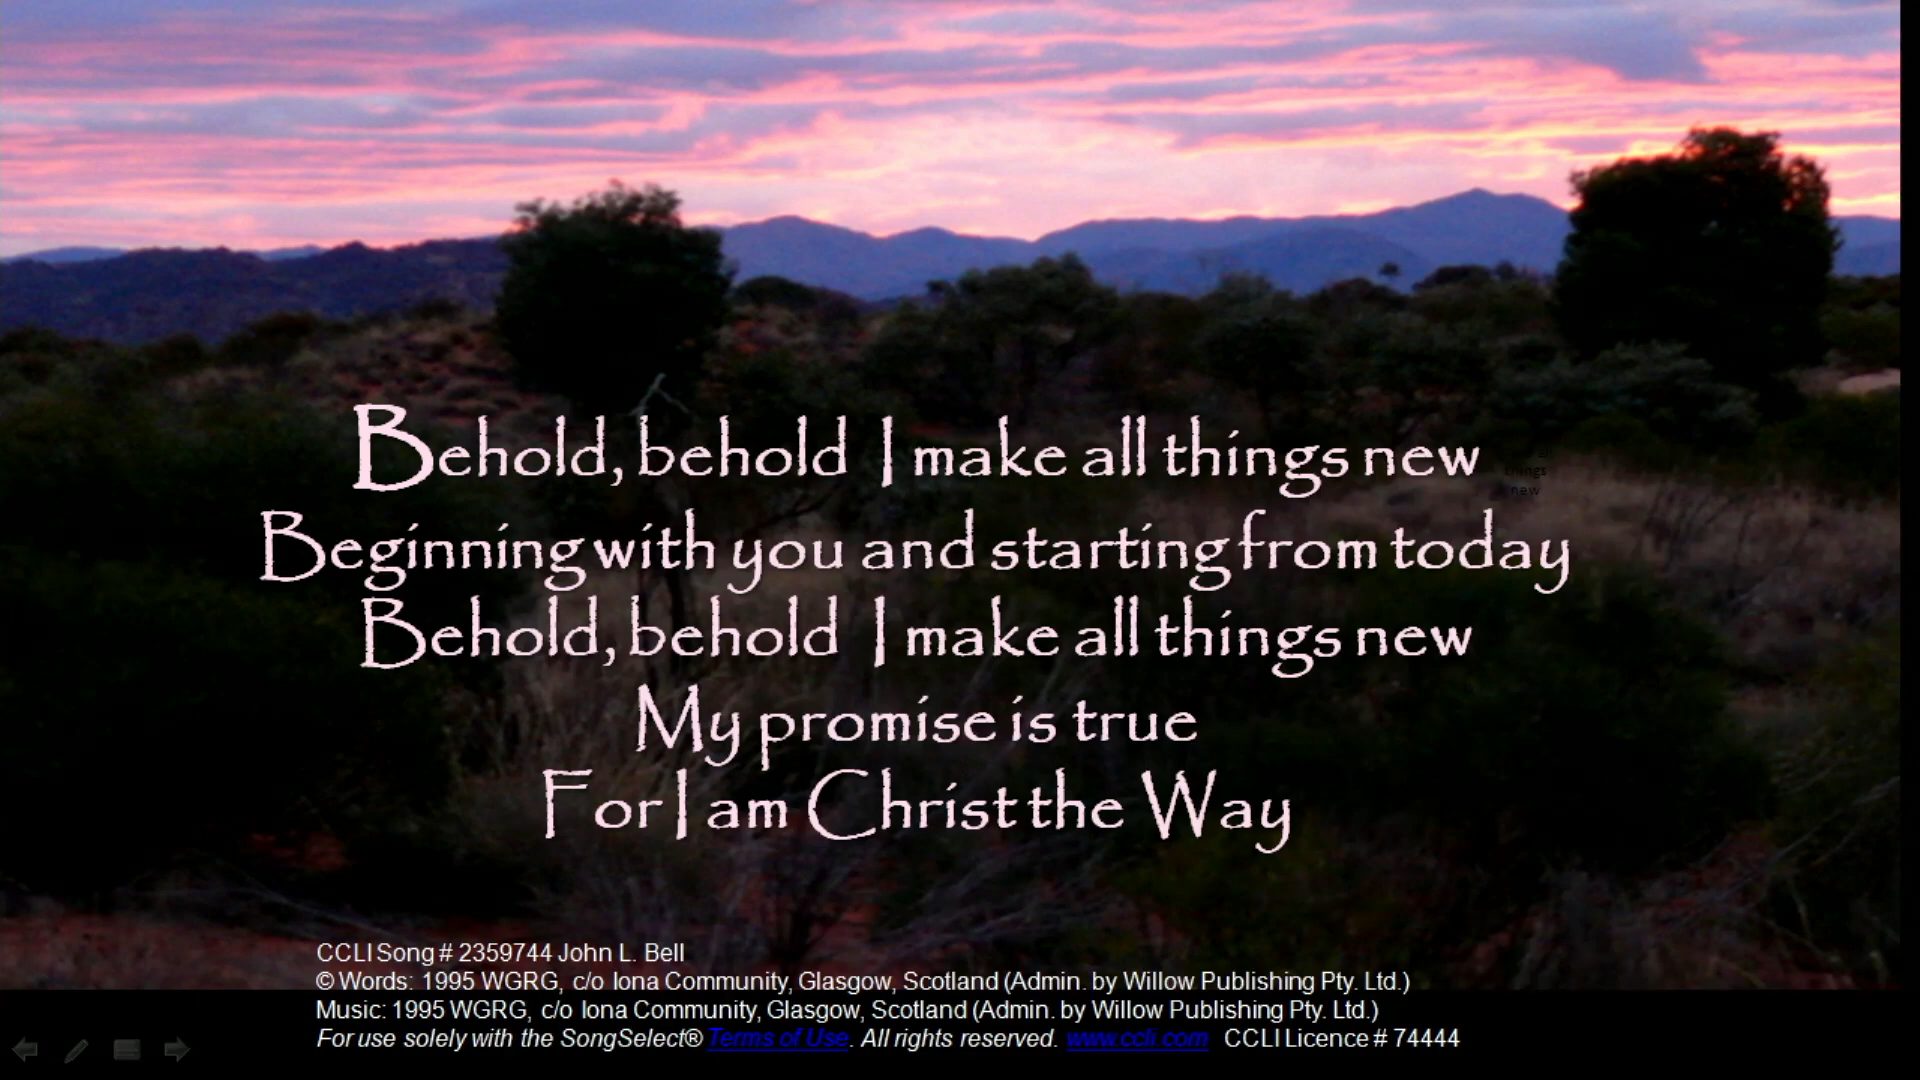 Behold, behold I make all things new
Beginning with you and starting from today
Behold, behold I make all things new
My promise is true
For I am Christ the Way
things
new
CCLI Song # 2359744 John L. Bell
© Words: 1995 WGRG, c/o Iona Community, Glasgow, Scotland (Admin. by Willow Publishing Pty. Ltd.)
Music: 1995 WGRG, c/o Iona Community, Glasgow, Scotland (Admin. by Willow Publishing Pty. Ltd.)
For use solely with the SongSelect® Terms of Use. All rights reserved. www.ccli.com CCLI Licence # 74444